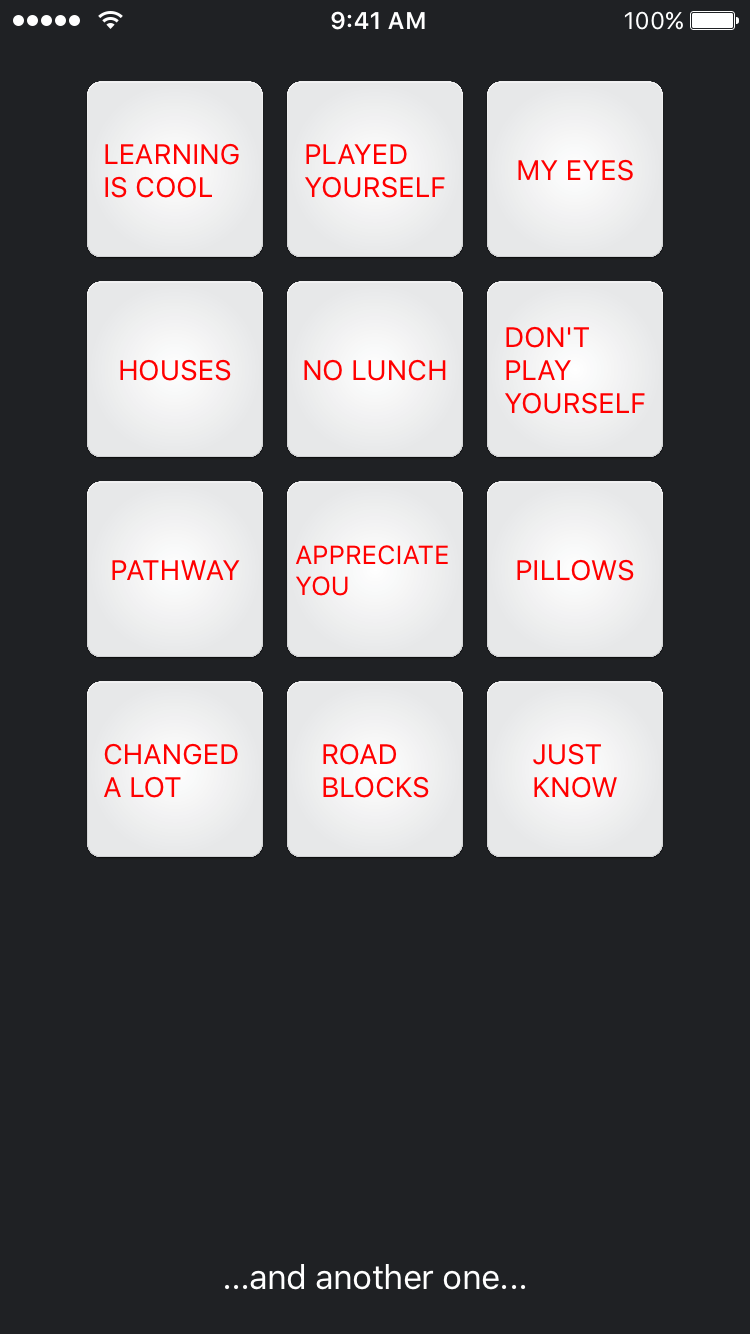 9:41 AM
100%
LEARNING
IS COOL
PLAYED
YOURSELF
MY EYES
HOUSES
NO LUNCH
DON'T
PLAY
YOURSELF
PATHWAY
APPRECIATE
YOU
PILLOWS
CHANGED
A LOT
ROAD
BLOCKS
JUST
KNOW
...and another one...